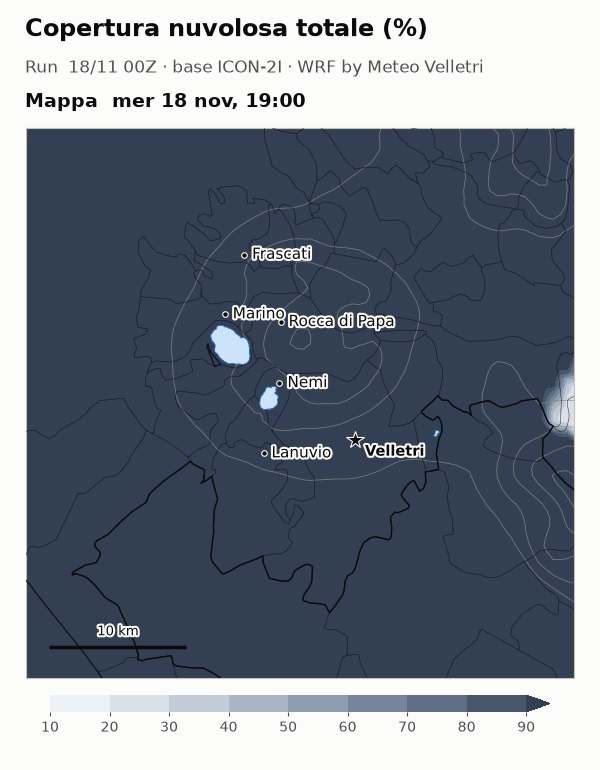 Copertura nuvolosa totale (%)
Run  18/11 00Z · base ICON-2I · WRF by Meteo Velletri
Mappa  mer 18 nov, 19:00
Frascati
Marino
Rocca di Papa
Nemi
Velletri
Lanuvio
10 km
10 20 30 40 50 60 70 80 90